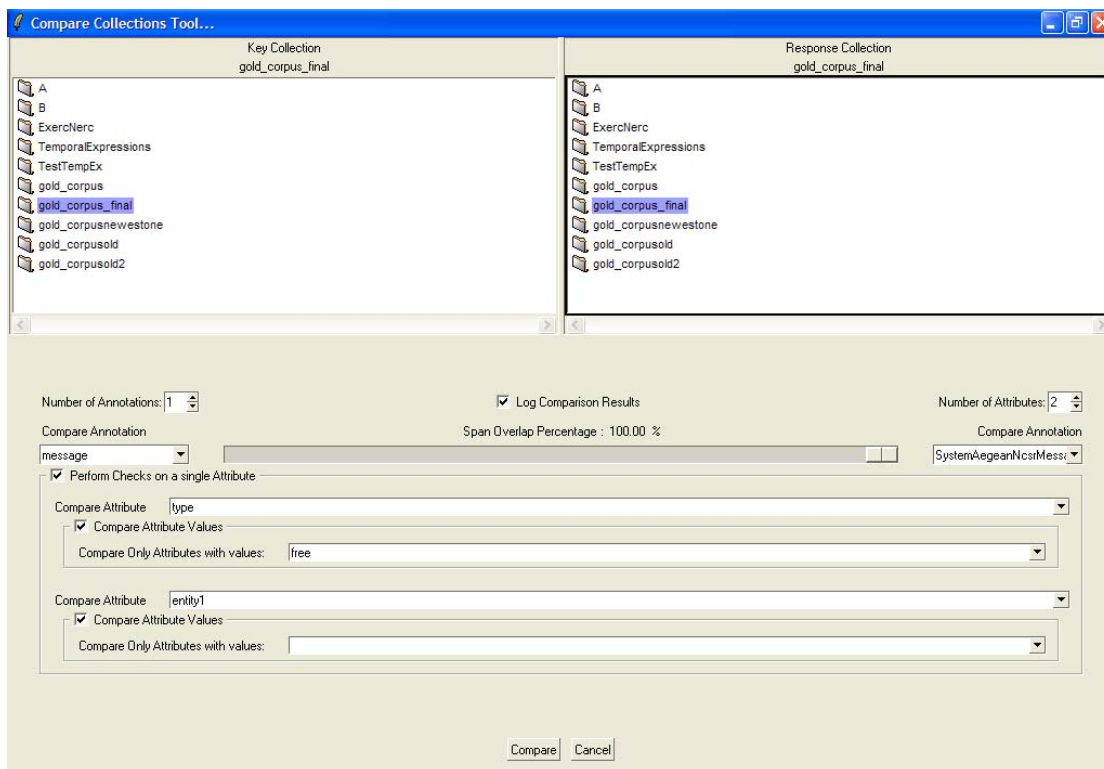 Compare Collections Tool...
Key Collection
gold_corpus_final
A
B
ExercNerc
TemporalExpressions
TestTempEx
gold_corpus
gold_corpus_final
gold_corpusnewestone
gold_corpusold
gold_corpusold2
Response Collection
gold_corpus_final
A
B
ExercNerc
TemporalExpressions
TestTempEx
gold_corpus
gold_corpus_final
gold_corpusnewestone
gold_corpusold
gold_corpusold2
Number of Annotations: 1
Log Comparison Results
Number of Attributes: 2
Compare Annotation
Span Overlap Percentage : 100.00 %
Compare Annotation
message
SystemAegeanNcsrMessa
Perform Checks on a single Attribute
Compare Attribute type
Compare Attribute Values
Compare Only Attributes with values: free
Compare Attribute entity1
Compare Attribute Values
Compare Only Attributes with values:
Compare Cancel